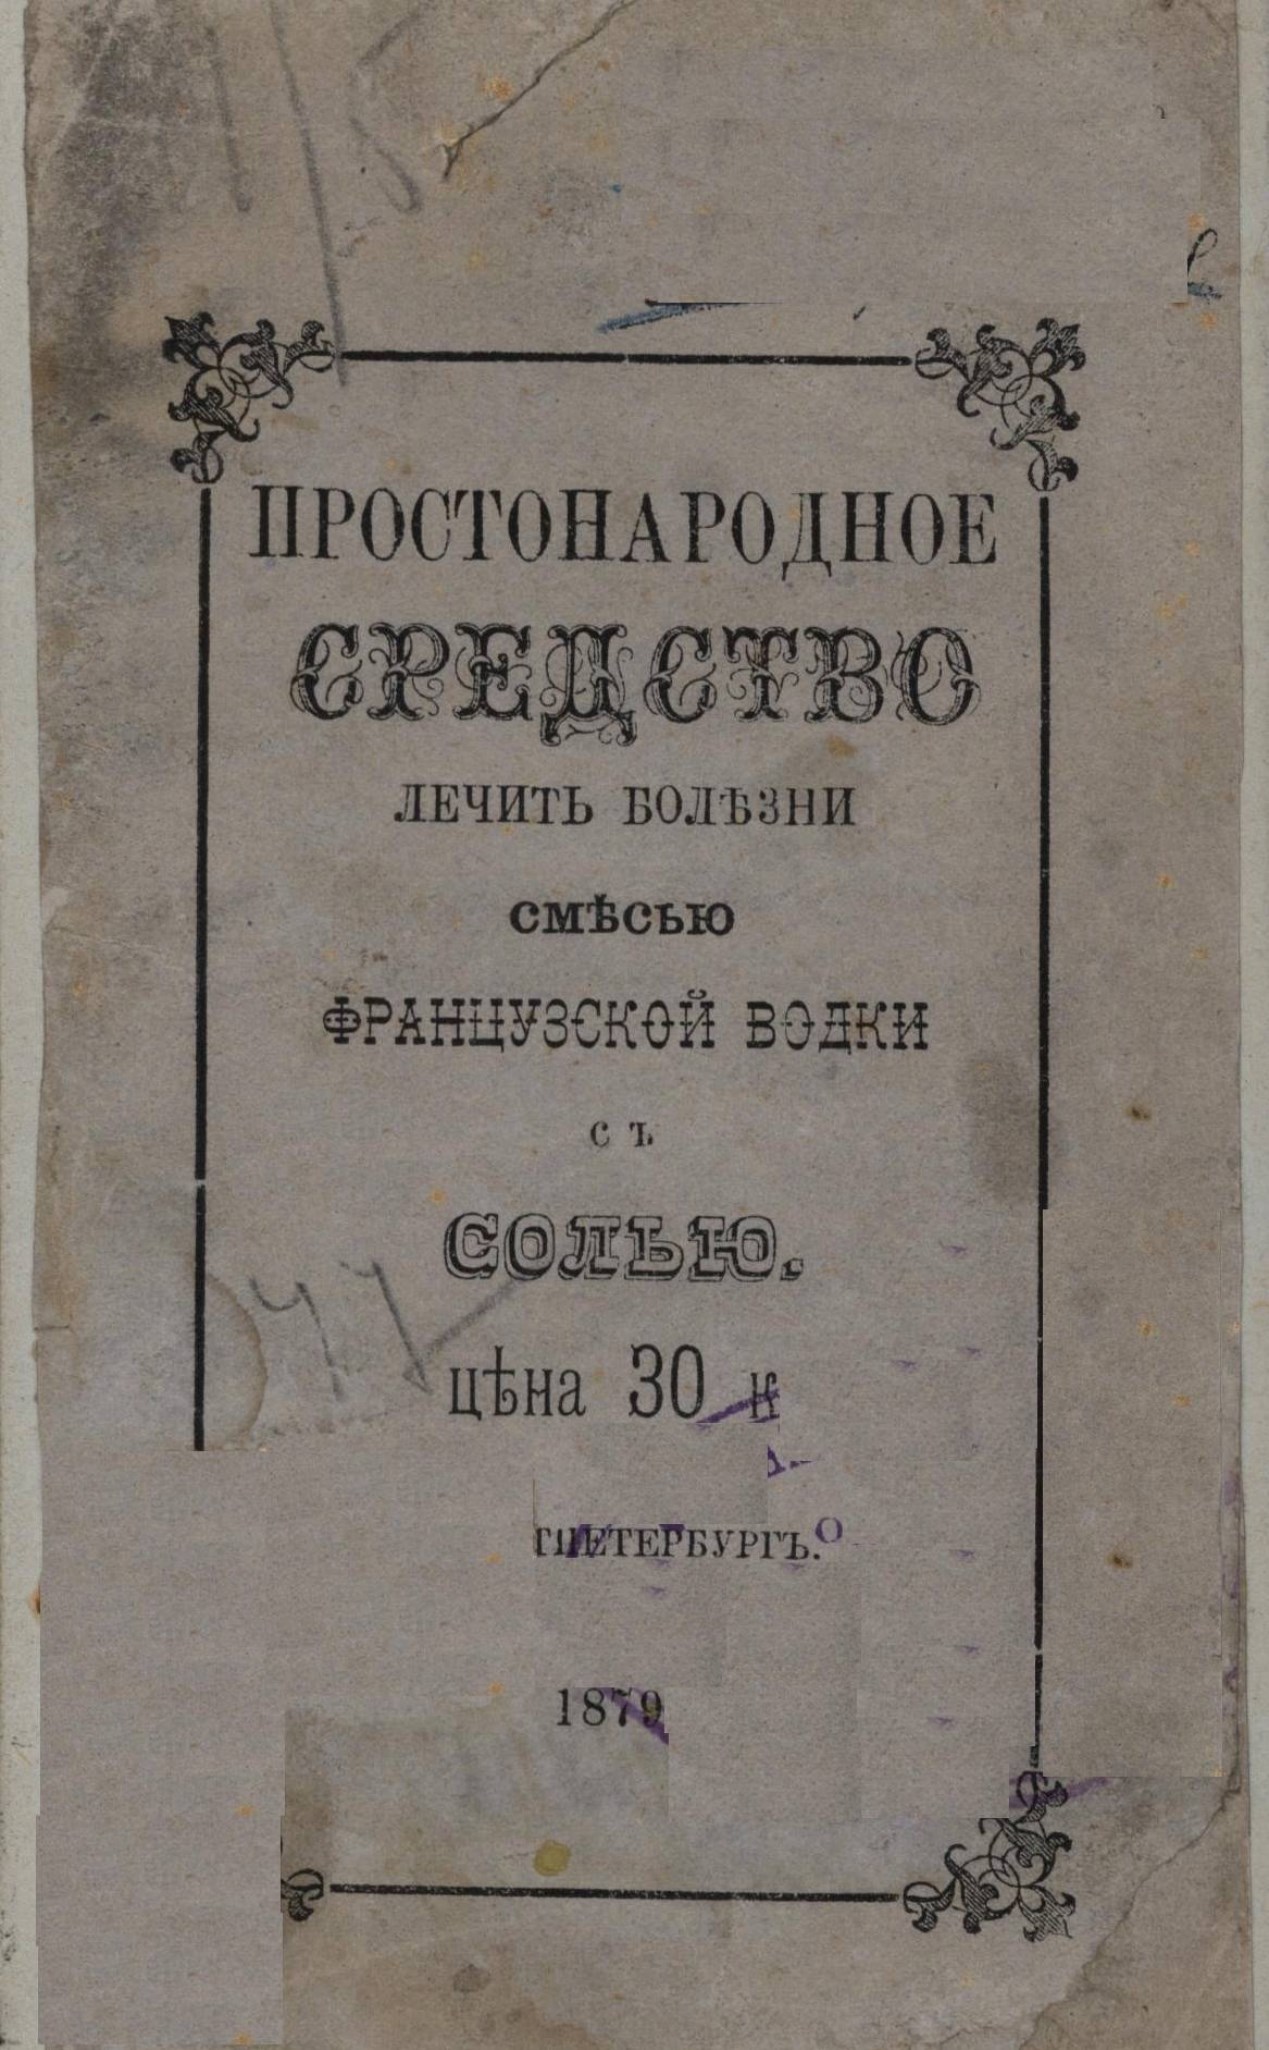 ПРОСТОНАРОДНОЕ
СРЕДСТВО
ЛЕЧИТЬ БОЛѢЗНИ
СМѢСЬЮ
ФРАНЦУЗСКОЙ ВОДКИ
СЪ
СОЛЬЮ.
цѣна 30 к
ПЕТЕРБУРГЪ.
1879